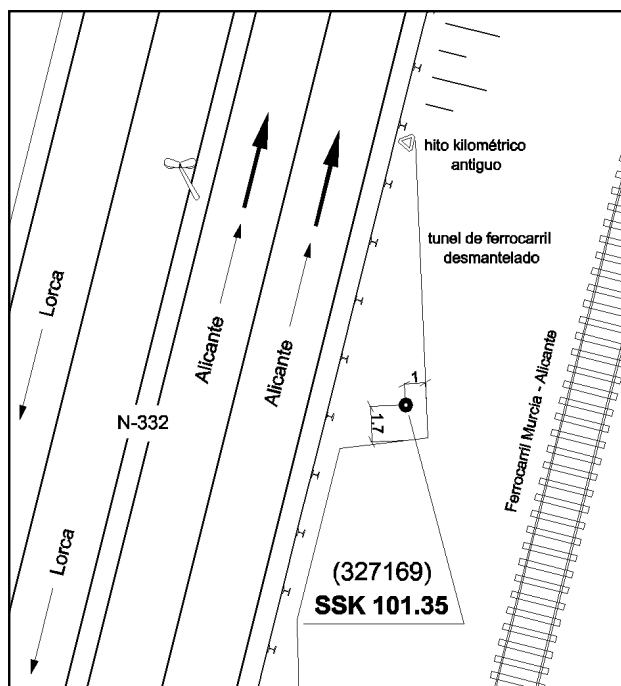 hito kilométrico
antiguo
tunel de ferrocarril
desmantelado
Lorca
Alicante
Alicante
1
1.7
N-332
Ferrocarril Murcia - Alicante
Lorca
(327169)
SSK 101.35